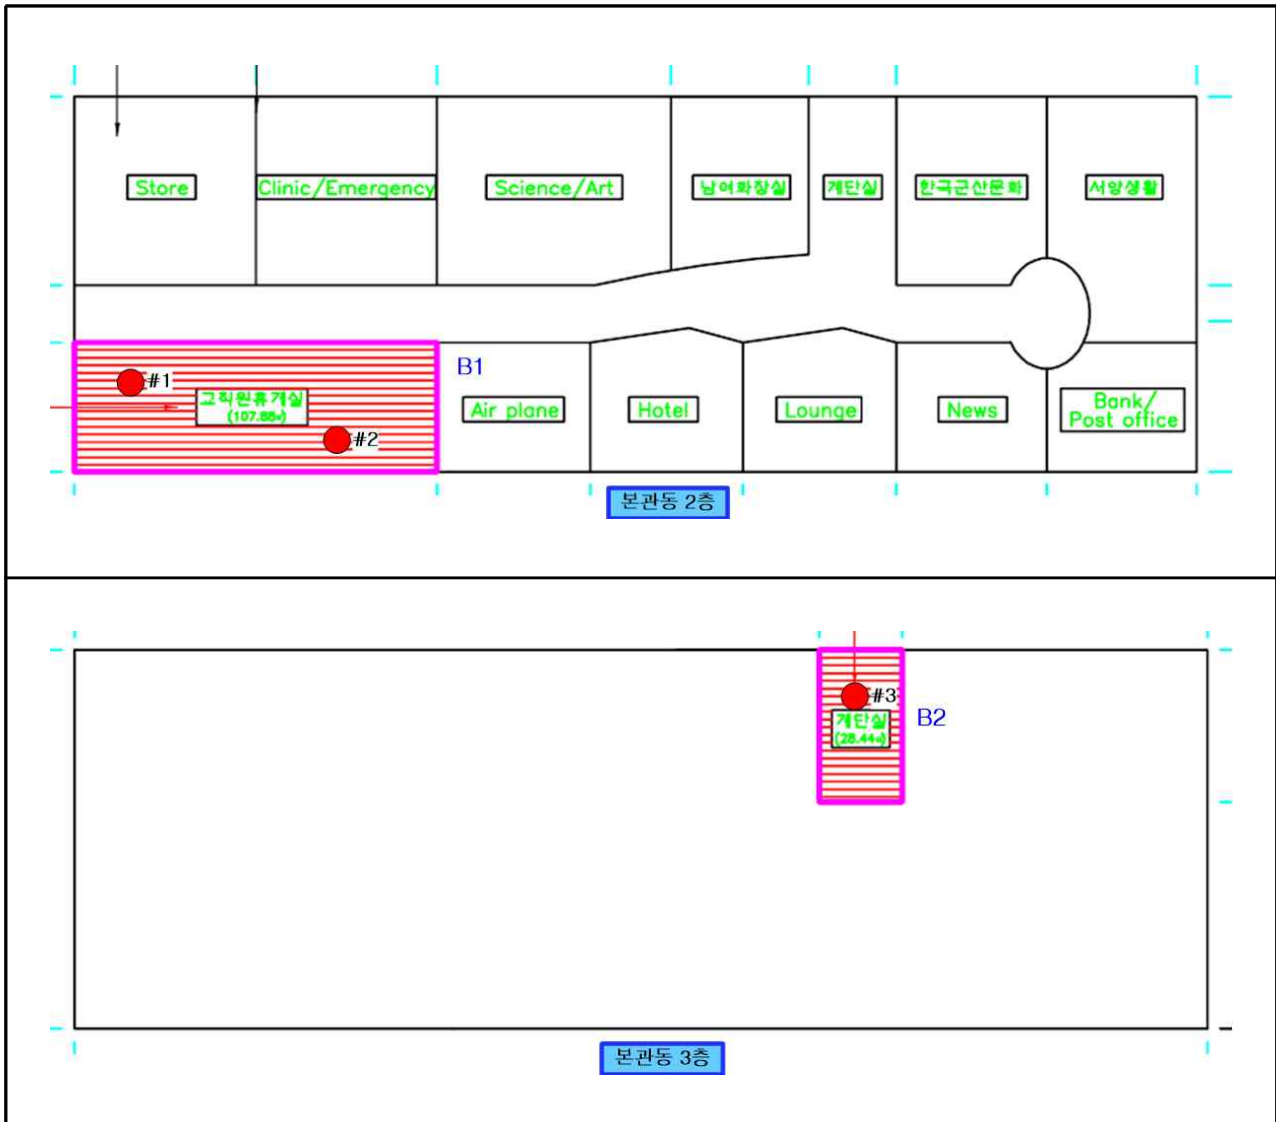 Store
Clinic/Emergency
Science/Art
남여화장실
계단실
한국군산문화
서양생활
B1
#1
교직원휴게실
(107.88㎡)
#2
Air plane
Hotel
Lounge
News
Bank/
Post office
본관동 2층
#3
계단실
(28.44㎡)
B2
본관동 3층